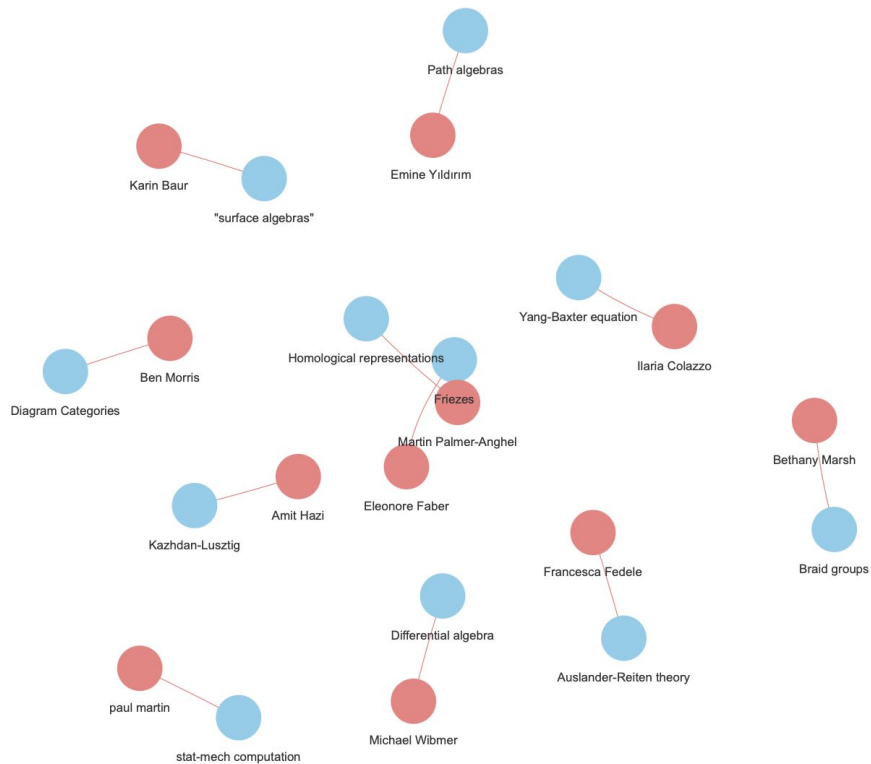 Path algebras
Emine Yıldırım
Karin Baur
"surface algebras"
Yang-Baxter equation
Homological representations
Ilaria Colazzo
Ben Morris
Friezes
Diagram Categories
Martin Palmer-Anghel
Bethany Marsh
Eleonore Faber
Amit Hazi
Kazhdan-Lusztig
Francesca Fedele
Braid groups
Differential algebra
Auslander-Reiten theory
paul martin
Michael Wibmer
stat-mech computation